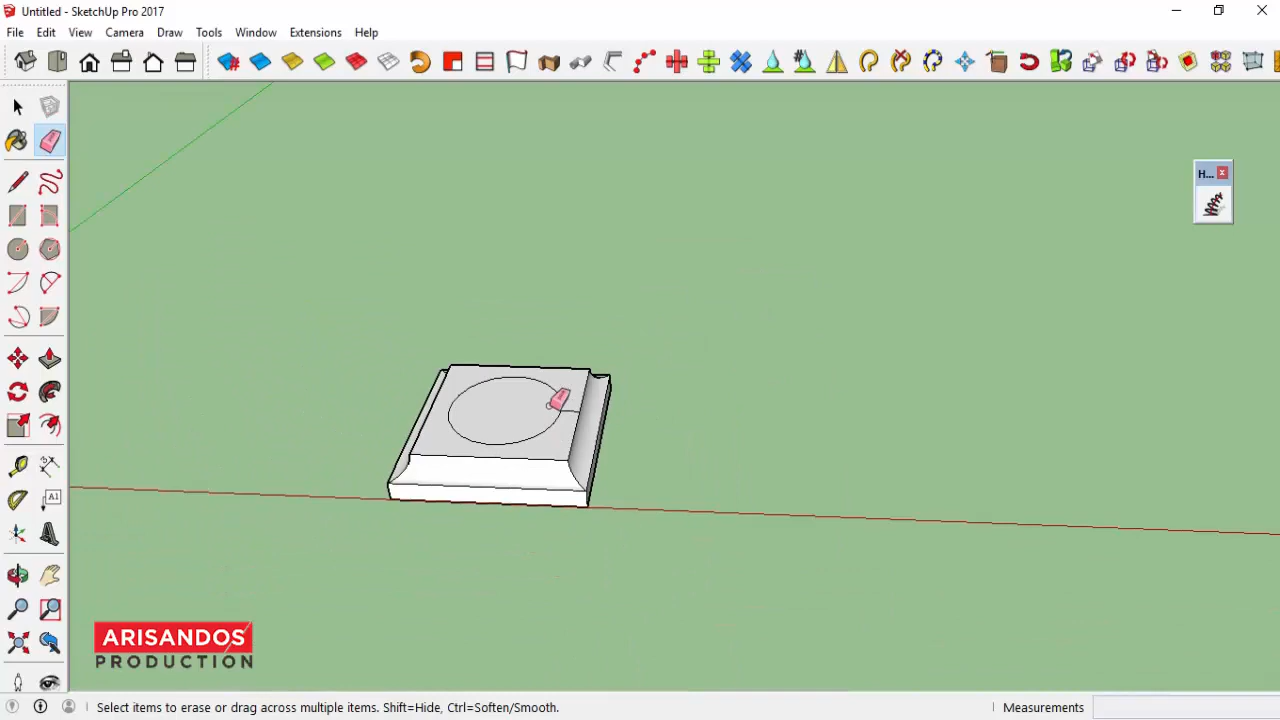 Untitled - SketchUp Pro 2017
File Edit View Camera Draw Tools Window Extensions Help
H...
A1
ARISANDOS
PRODUCTION
Select items to erase or drag across multiple items. Shift=Hide, Ctrl=Soften/Smooth.
Measurements